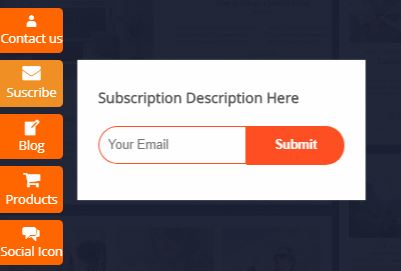 Contact us
Suscribe
Blog
Products
Social Icon
Subscription Description Here
Your Email
Submit